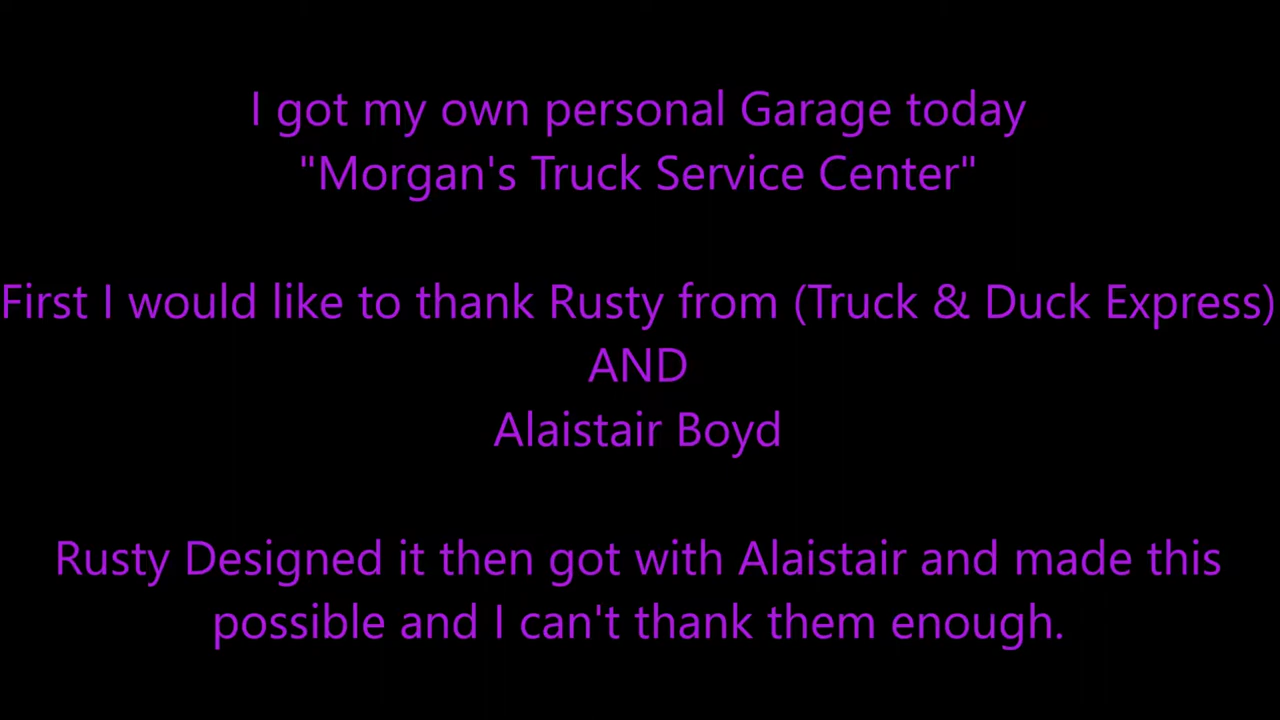 I got my own personal Garage today
"Morgan's Truck Service Center"
First I would like to thank Rusty from (Truck & Duck Express)
AND
Alaistair Boyd
Rusty Designed it then got with Alaistair and made this
possible and I can't thank them enough.